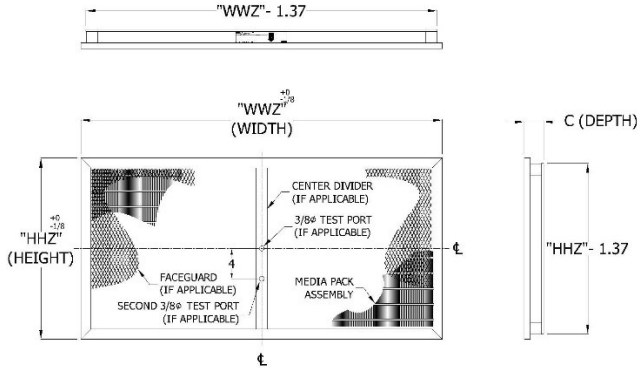 "WWZ"- 1.37
"WWZ" +0 -1/8
(WIDTH)
C (DEPTH)
CENTER DIVIDER
(IF APPLICABLE)
3/8ø TEST PORT
(IF APPLICABLE)
"HHZ" +0 -1/8
(HEIGHT)
4
℄
"HHZ"- 1.37
FACEGUARD
(IF APPLICABLE)
SECOND 3/8ø TEST PORT
(IF APPLICABLE)
MEDIA PACK
ASSEMBLY
℄